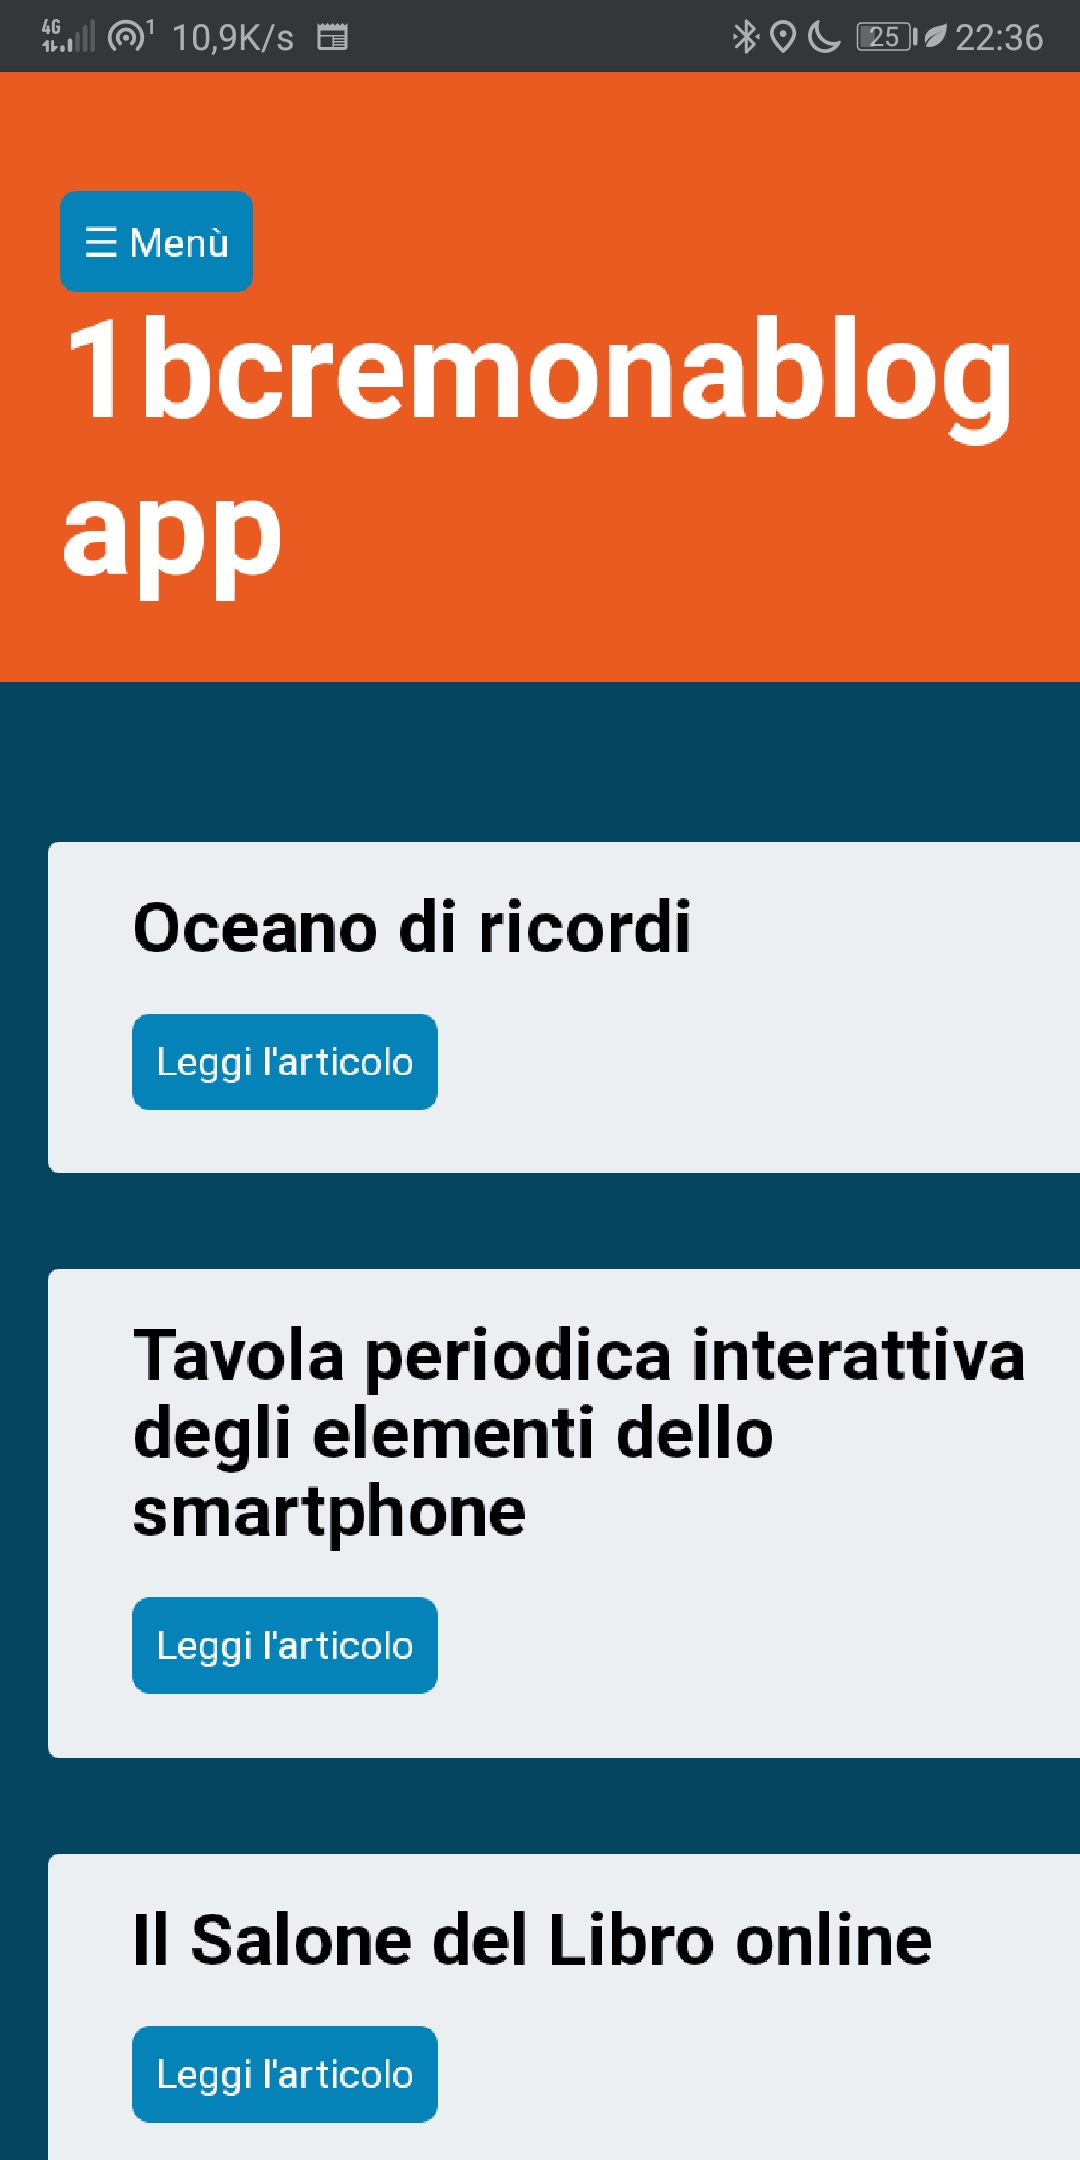 4G 1 10,9K/s 25 22:36
☰ Menù
1bcremonablog
app
Oceano di ricordi
Leggi l'articolo
Tavola periodica interattiva
degli elementi dello
smartphone
Leggi l'articolo
Il Salone del Libro online
Leggi l'articolo